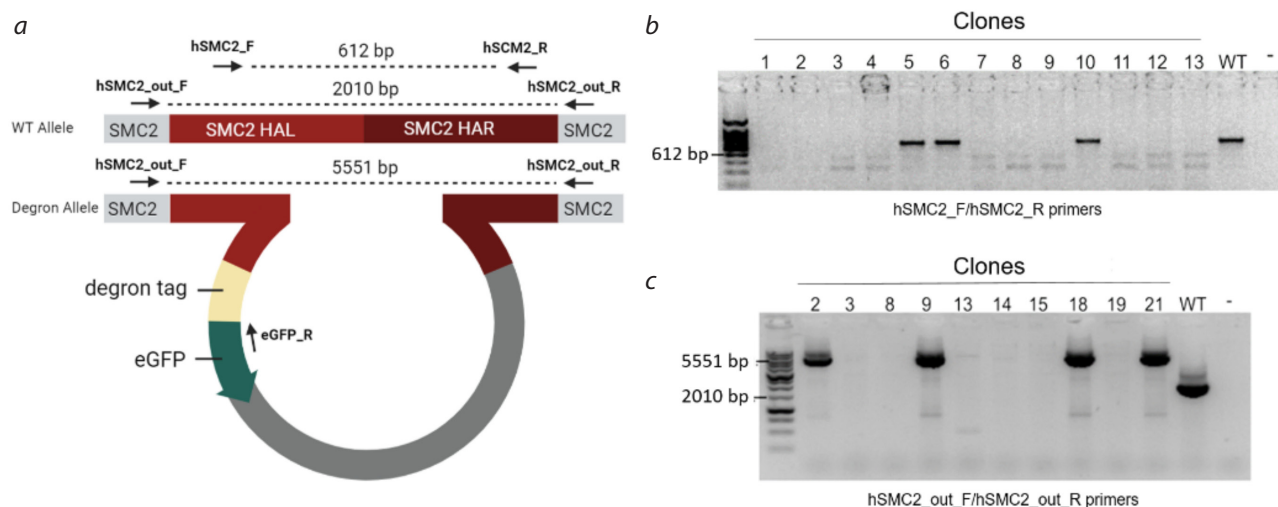 a
hSMC2_F
612 bp
hSCM2_R
hSMC2_out_F
2010 bp
hSMC2_out_R
WT Allele
SMC2
SMC2 HAL
SMC2 HAR
SMC2
hSMC2_out_F
5551 bp
hSMC2_out_R
Degron Allele
SMC2
SMC2
degron tag
eGFP_R
eGFP
b
Clones
1 2 3 4 5 6 7 8 9 10 11 12 13 WT -
612 bp
hSMC2_F/hSMC2_R primers
c
Clones
2 3 8 9 13 14 15 18 19 21 WT -
5551 bp
2010 bp
hSMC2_out_F/hSMC2_out_R primers